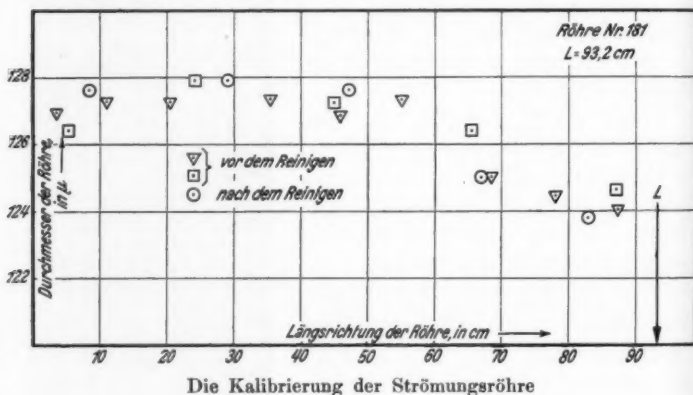 Röhre Nr. 181
L = 93,2 cm
128
126
124
122
Durchmesser der Röhre,
in μ
vor dem Reinigen
nach dem Reinigen
L
Längsrichtung der Röhre, in cm
10 20 30 40 50 60 70 80 90
Die Kalibrierung der Strömungsröhre